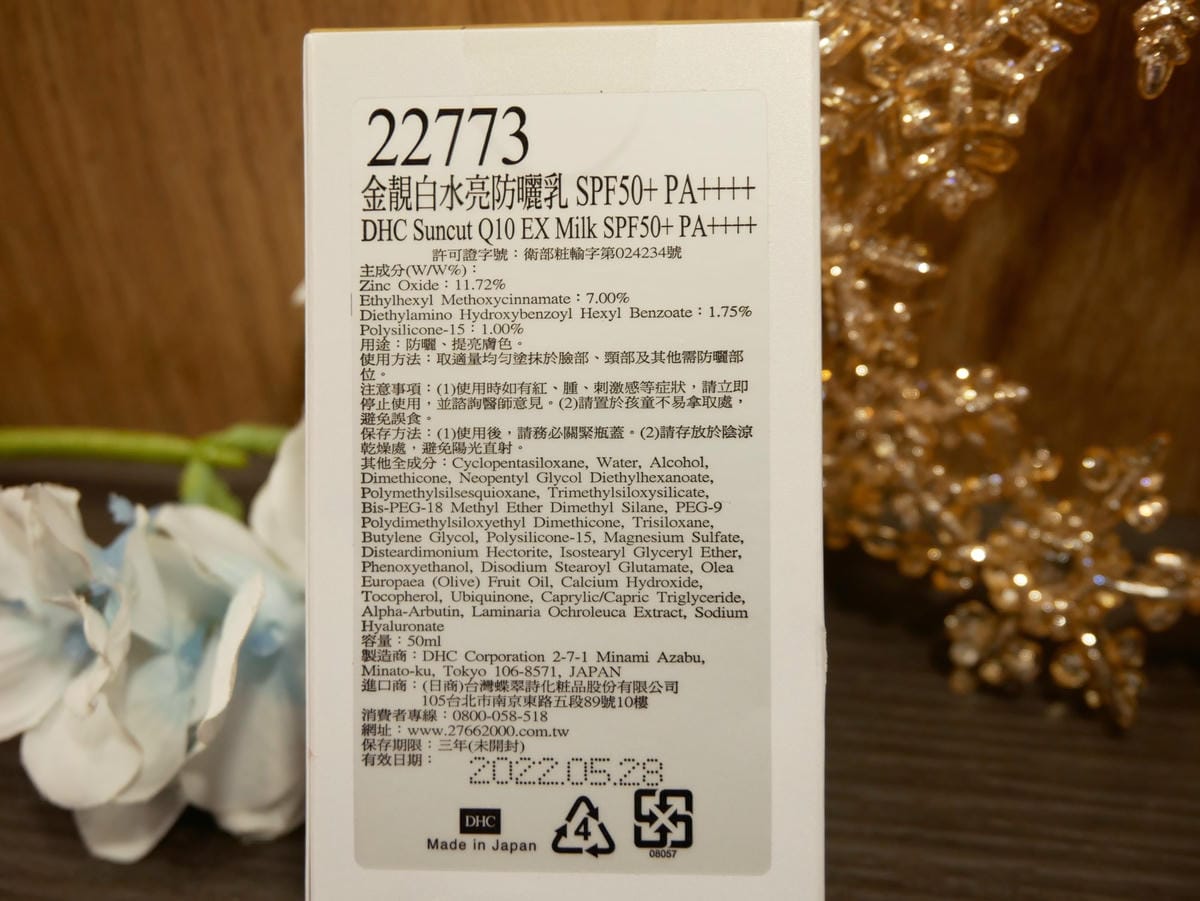 22773
金靚白水亮防曬乳 SPF50+ PA++++
DHC Suncut Q10 EX Milk SPF50+ PA++++
許可證字號：衛部粧輸字第024234號
主成分(W/W%)：
Zinc Oxide：11.72%
Ethylhexyl Methoxycinnamate：7.00%
Diethylamino Hydroxybenzoyl Hexyl Benzoate：1.75%
Polysilicone-15：1.00%
用途：防曬、提亮膚色。
使用方法：取適量均勻塗抹於臉部、頸部及其他需防曬部
位。
注意事項：(1)使用時如有紅、腫、刺激感等症狀，請立即
停止使用，並諮詢醫師意見。(2)請置於孩童不易拿取處，
避免誤食。
保存方法：(1)使用後，請務必關緊瓶蓋。(2)請存放於陰涼
乾燥處，避免陽光直射。
其他全成分：Cyclopentasiloxane, Water, Alcohol,
Dimethicone, Neopentyl Glycol Diethylhexanoate,
Polymethylsilsesquioxane, Trimethylsiloxysilicate,
Bis-PEG-18 Methyl Ether Dimethyl Silane, PEG-9
Polydimethylsiloxyethyl Dimethicone, Trisiloxane,
Butylene Glycol, Polysilicone-15, Magnesium Sulfate,
Disteardimonium Hectorite, Isostearyl Glyceryl Ether,
Phenoxyethanol, Disodium Stearoyl Glutamate, Olea
Europaea (Olive) Fruit Oil, Calcium Hydroxide,
Tocopherol, Ubiquinone, Caprylic/Capric Triglyceride,
Alpha-Arbutin, Laminaria Ochroleuca Extract, Sodium
Hyaluronate
容量：50ml
製造商：DHC Corporation 2-7-1 Minami Azabu,
Minato-ku, Tokyo 106-8571, JAPAN
進口商：(日商)台灣蝶翠詩化粧品股份有限公司
105台北市南京東路五段89號10樓
消費者專線：0800-058-518
網址：www.27662000.com.tw
保存期限：三年(未開封)
有效日期：2022.05.28
DHC
Made in Japan
4
08057